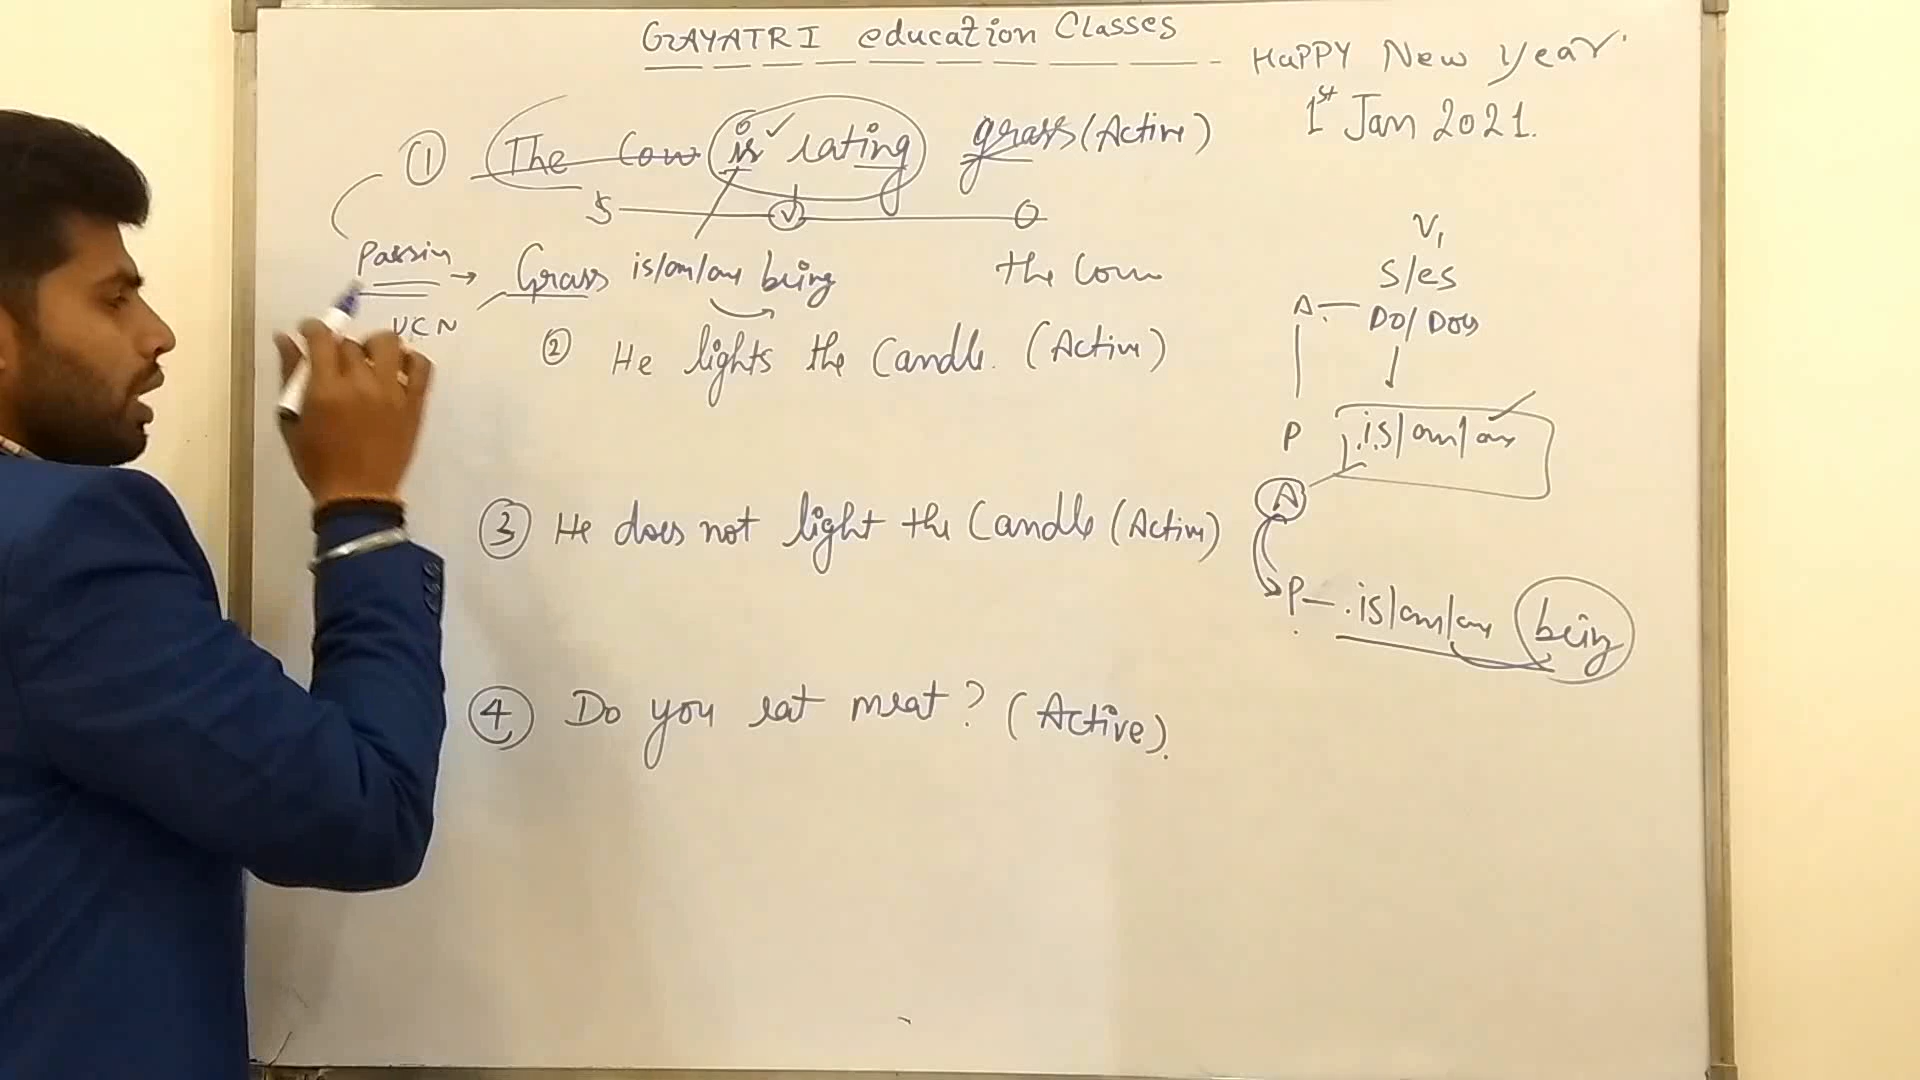 GAYATRI education Classes
HAPPY New Year
1st Jan 2021.
① The Cow is eating grass (Active)
S V O
Passive → Grass is/am/are being the Cow
UCN
② He lights the Candle. (Active)
③ He does not light the Candle (Active)
④ Do you eat meat? (Active).
V1
S/es
A. — Do/Does
P is/am/are
A
P — is/am/are being